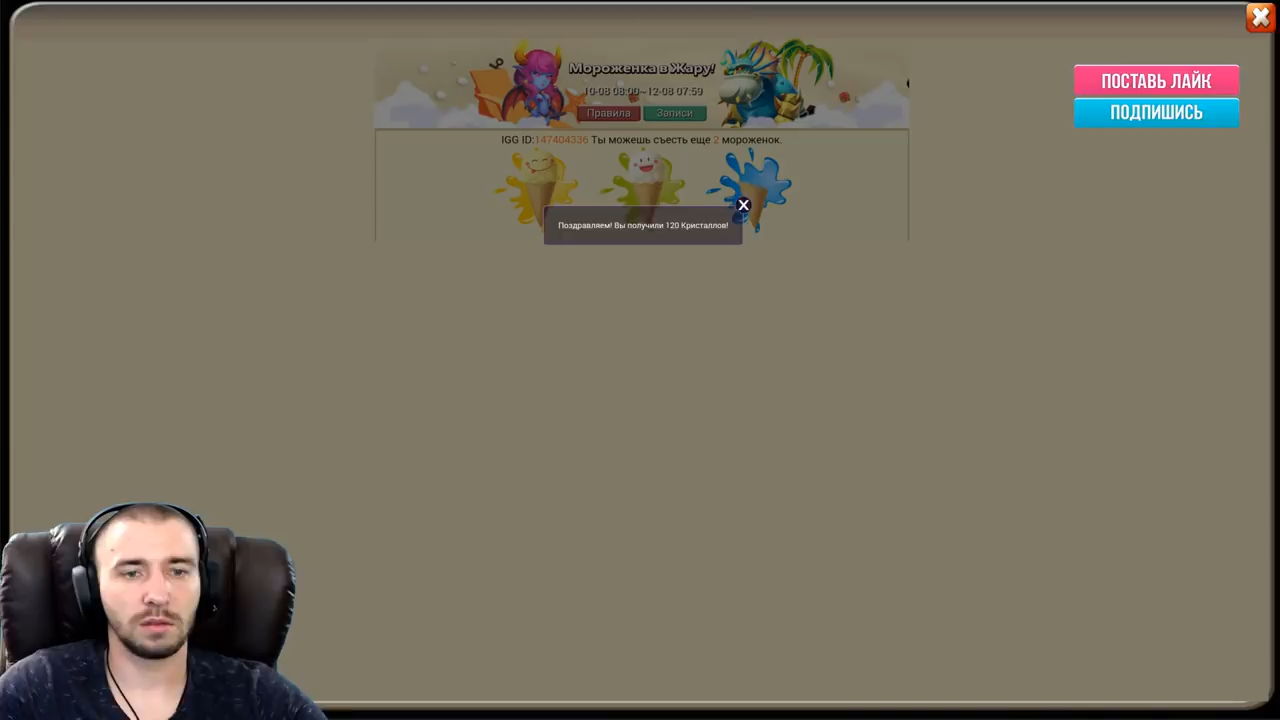 Мороженка в Жару!
10-08 08:00~12-08 07:59
Правила Записи
IGG ID:147404336 Ты можешь съесть еще 2 мороженок.
X
Поздравляем! Вы получили 120 Кристаллов!
ПОСТАВЬ ЛАЙК
ПОДПИШИСЬ